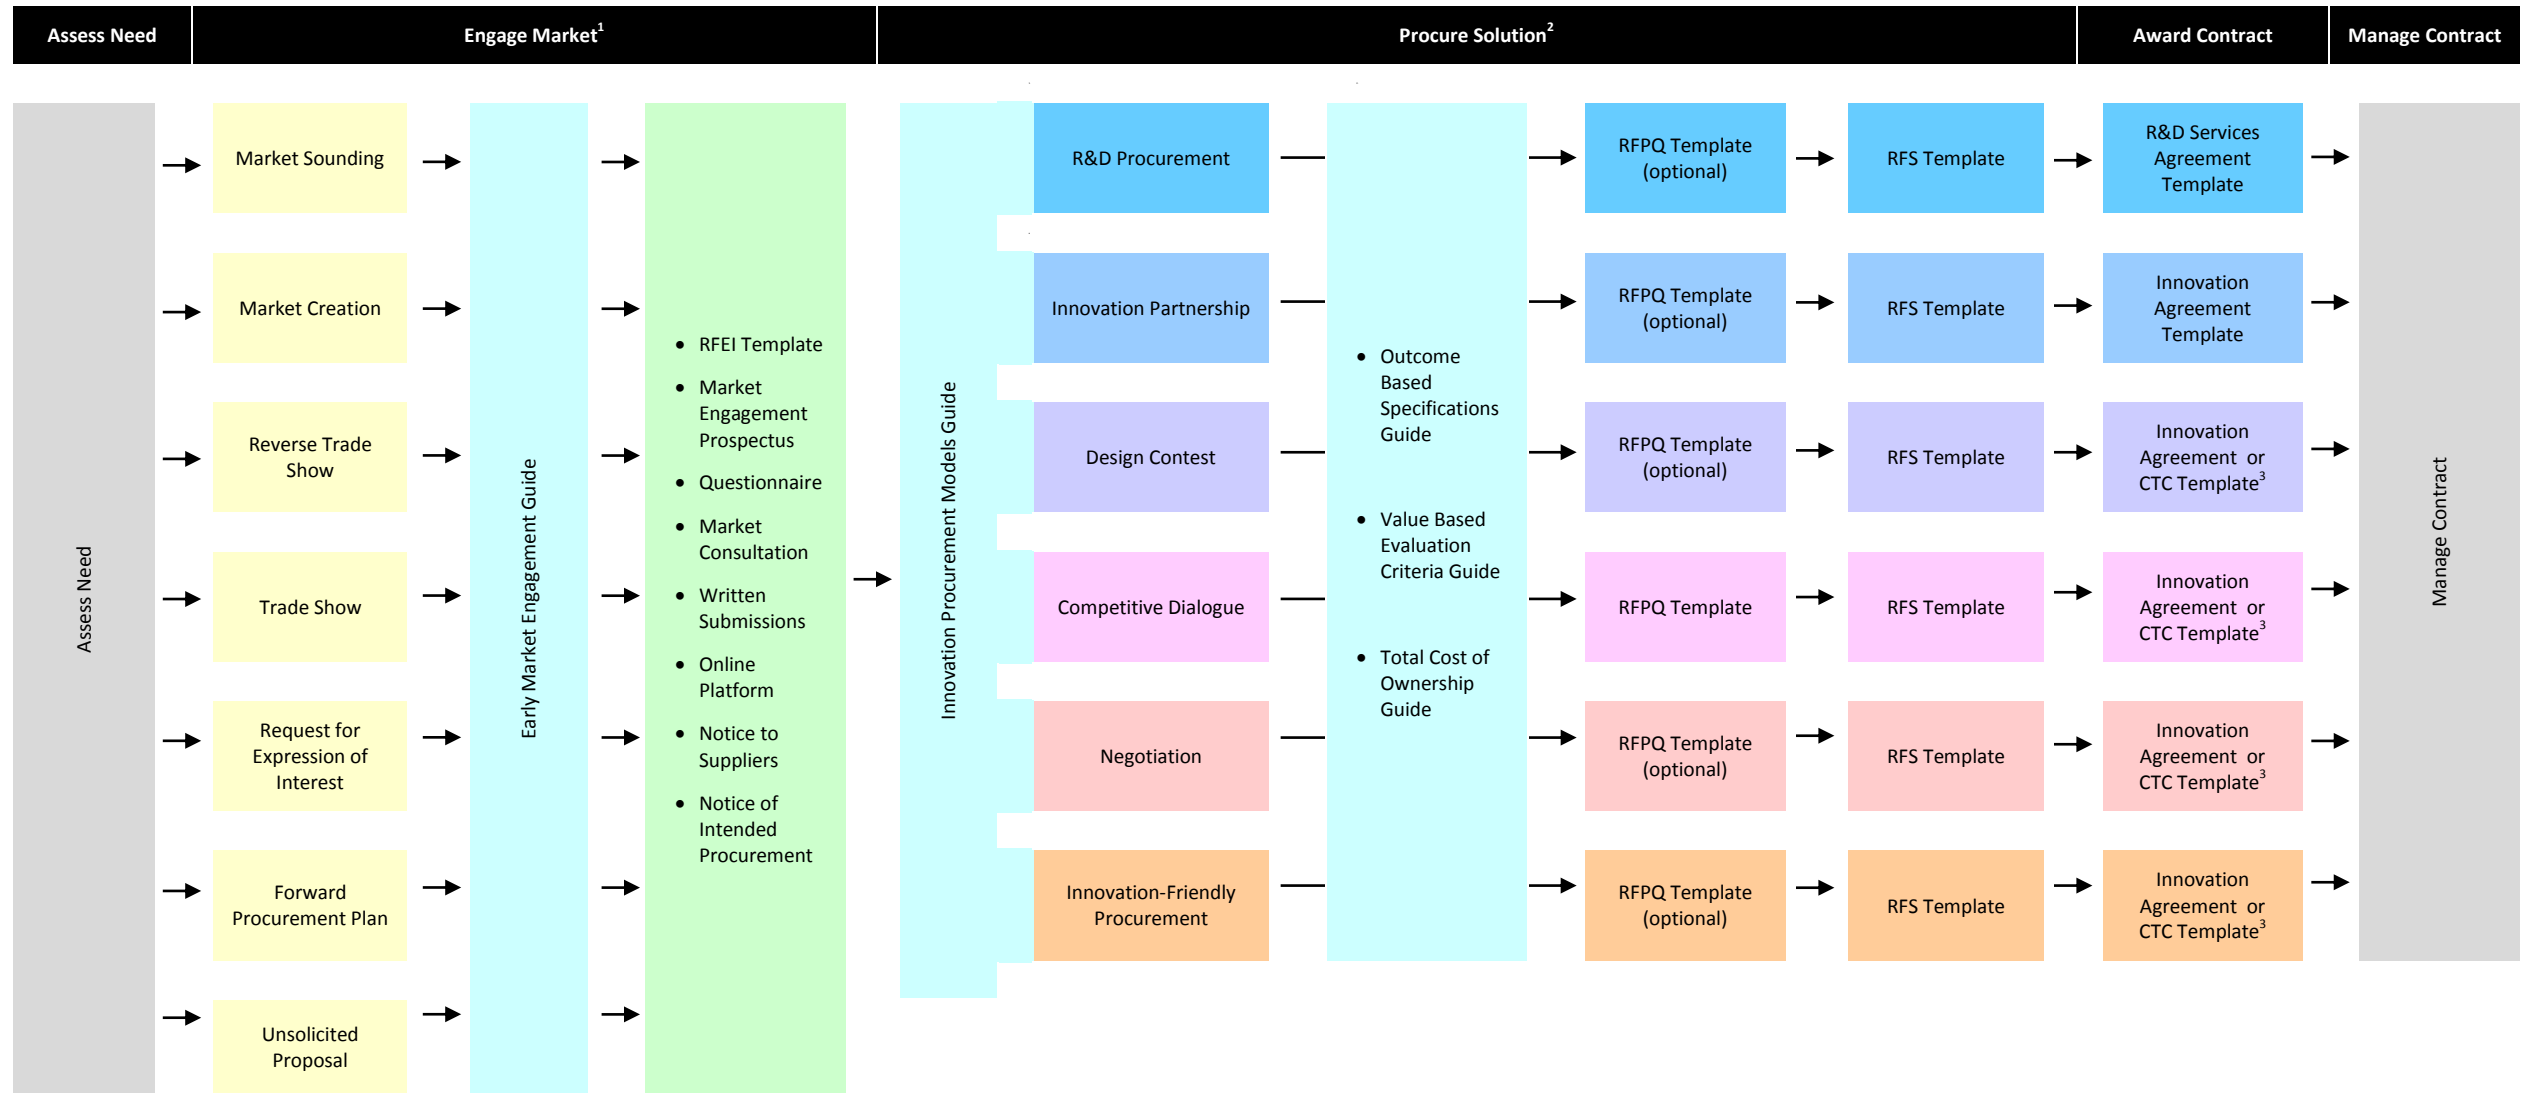 Assess Need
Engage Market1
Procure Solution2
Award Contract
Manage Contract
Assess Need
Market Sounding
Market Creation
Reverse Trade
Show
Trade Show
Request for
Expression of
Interest
Forward
Procurement Plan
Unsolicited
Proposal
Early Market Engagement Guide
• RFEI Template
• Market
Engagement
Prospectus
• Questionnaire
• Market
Consultation
• Written
Submissions
• Online
Platform
• Notice to
Suppliers
• Notice of
Intended
Procurement
Innovation Procurement Models Guide
R&D Procurement
Innovation Partnership
Design Contest
Competitive Dialogue
Negotiation
Innovation-Friendly
Procurement
• Outcome
Based
Specifications
Guide
• Value Based
Evaluation
Criteria Guide
• Total Cost of
Ownership
Guide
RFPQ Template
(optional)
RFPQ Template
(optional)
RFPQ Template
(optional)
RFPQ Template
RFPQ Template
(optional)
RFPQ Template
(optional)
RFS Template
RFS Template
RFS Template
RFS Template
RFS Template
RFS Template
R&D Services
Agreement
Template
Innovation
Agreement
Template
Innovation
Agreement or
CTC Template3
Innovation
Agreement or
CTC Template3
Innovation
Agreement or
CTC Template3
Innovation
Agreement or
CTC Template3
Manage Contract